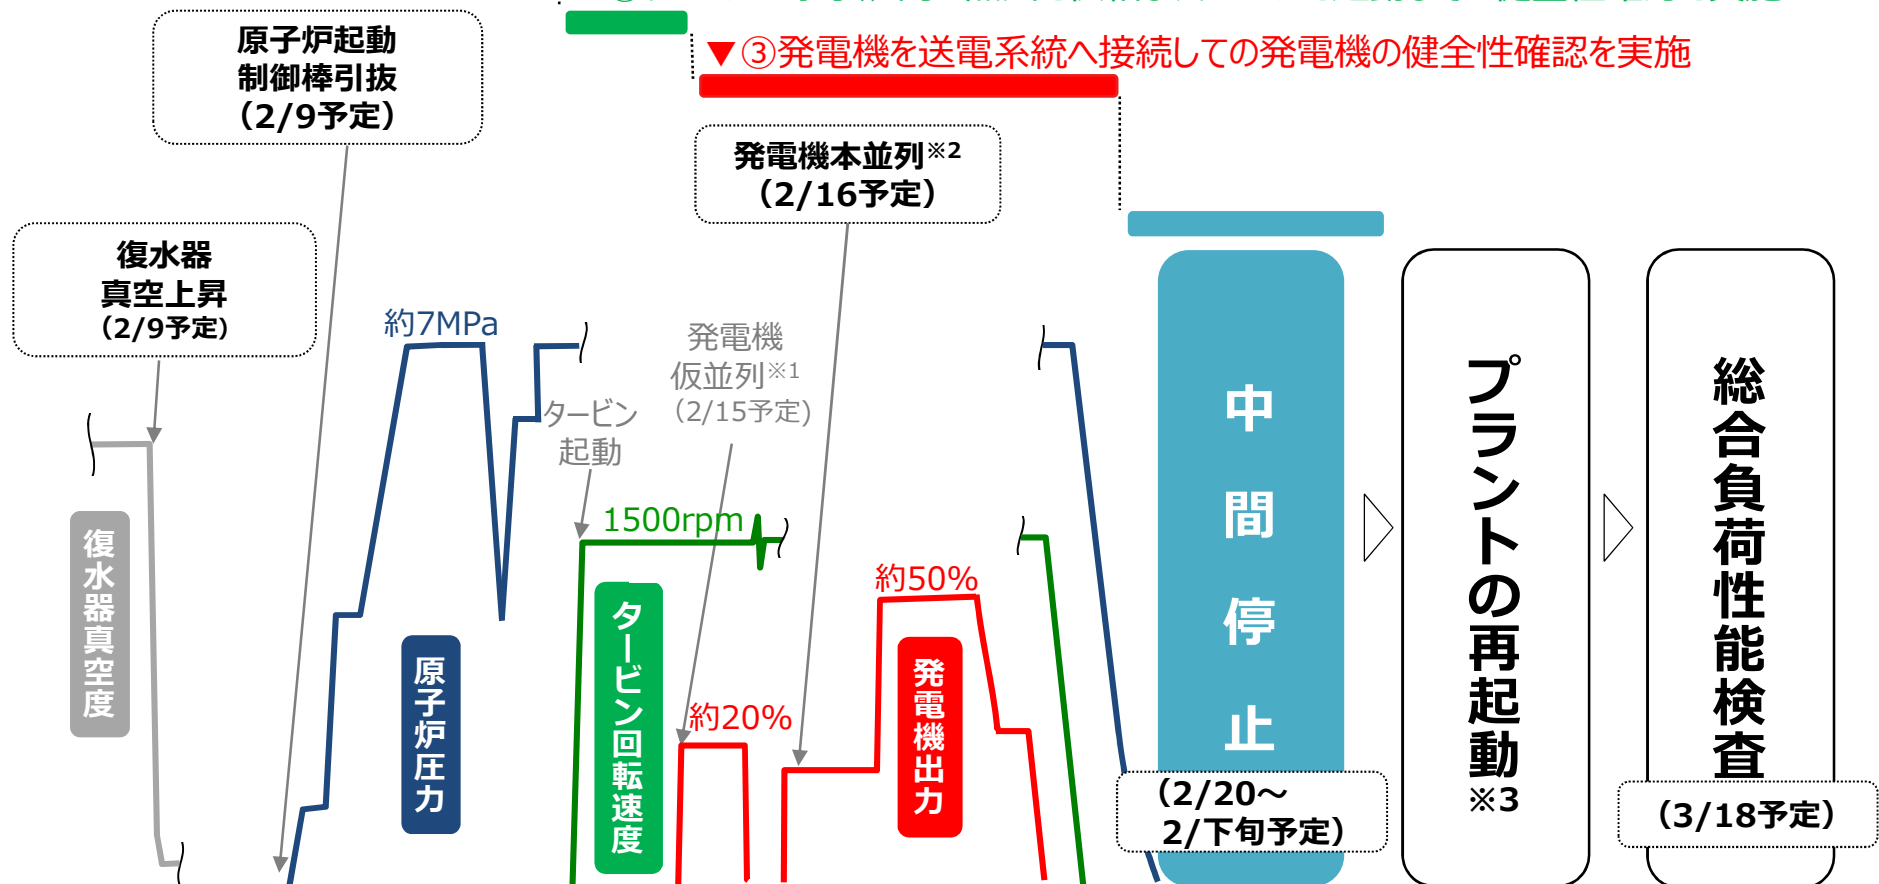 ▼③発電機を送電系統へ接続しての発電機の健全性確認を実施
原子炉起動
制御棒引抜
（2/9予定）
発電機本並列※2
（2/16予定）
復水器
真空上昇
（2/9予定）
約7MPa
発電機
仮並列※1
（2/15予定）
タービン
起動
1500rpm
約50%
約20%
復水器真空度
原子炉圧力
タービン回転速度
発電機出力
中間停止
（2/20～
2/下旬予定）
プラントの再起動
※3
総合負荷性能検査
（3/18予定）